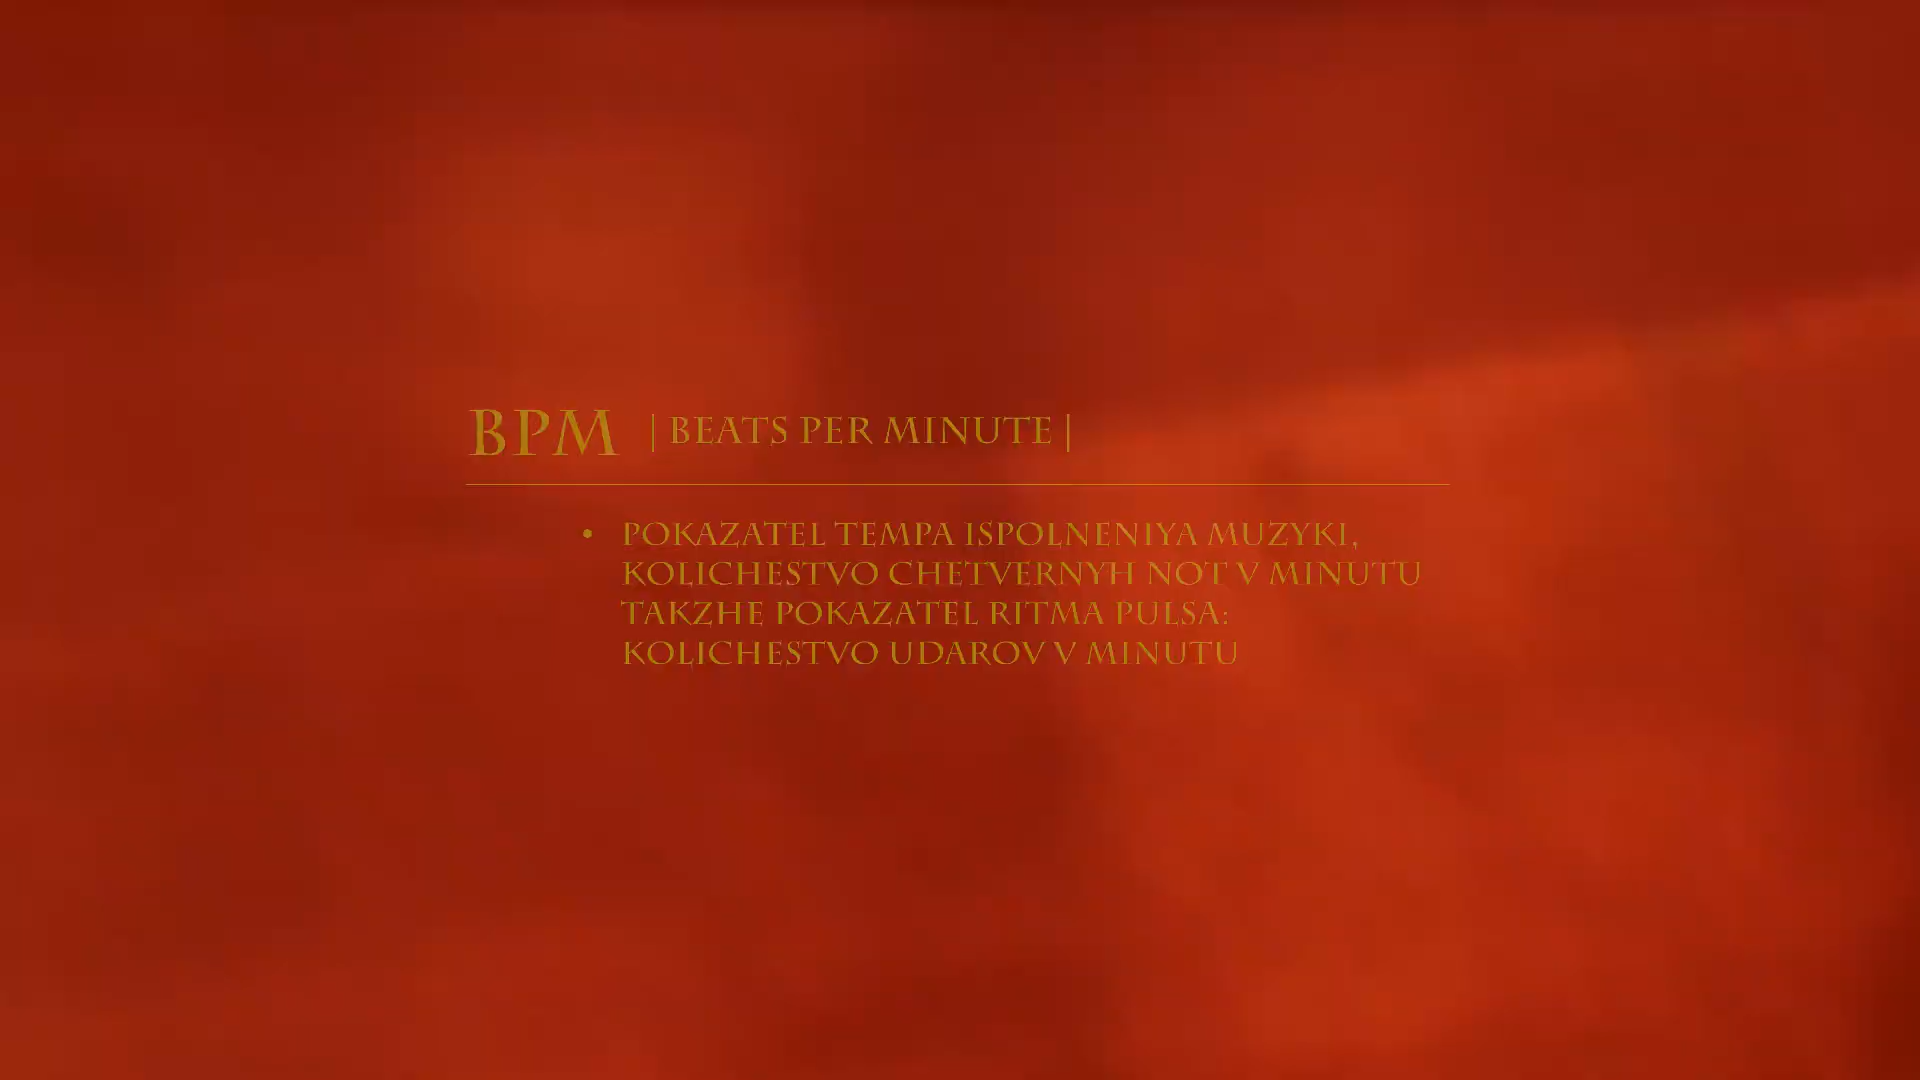 BPM | BEATS PER MINUTE |
• POKAZATEL TEMPA ISPOLNENIYA MUZYKI,
KOLICHESTVO CHETVERNYH NOT V MINUTU
TAKZHE POKAZATEL RITMA PULSA:
KOLICHESTVO UDAROV V MINUTU